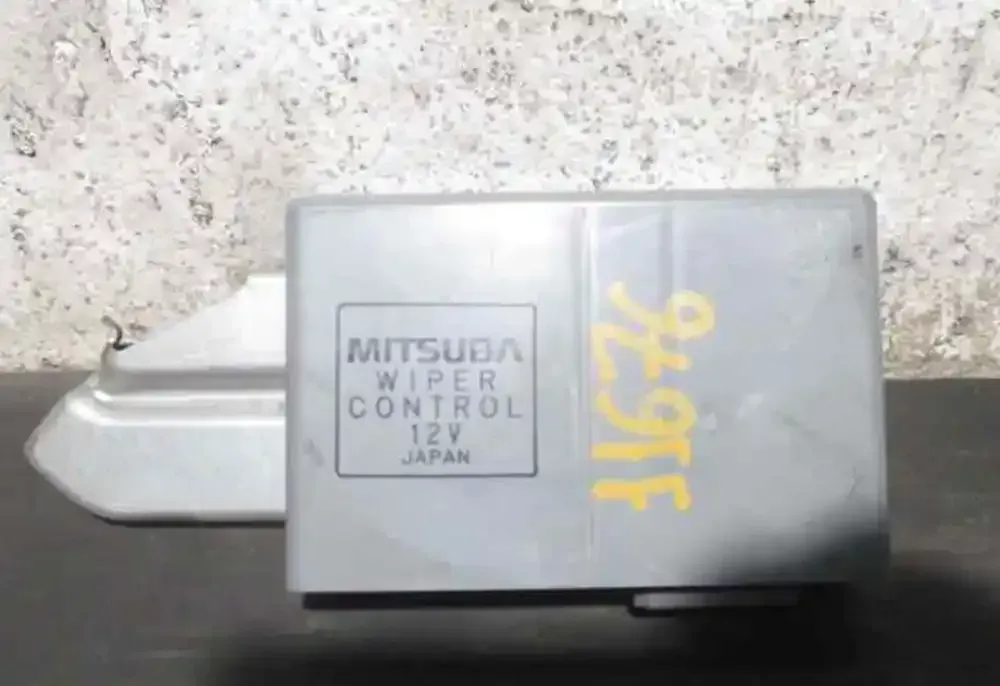 MITSUBA
WIPER
CONTROL
12V
JAPAN